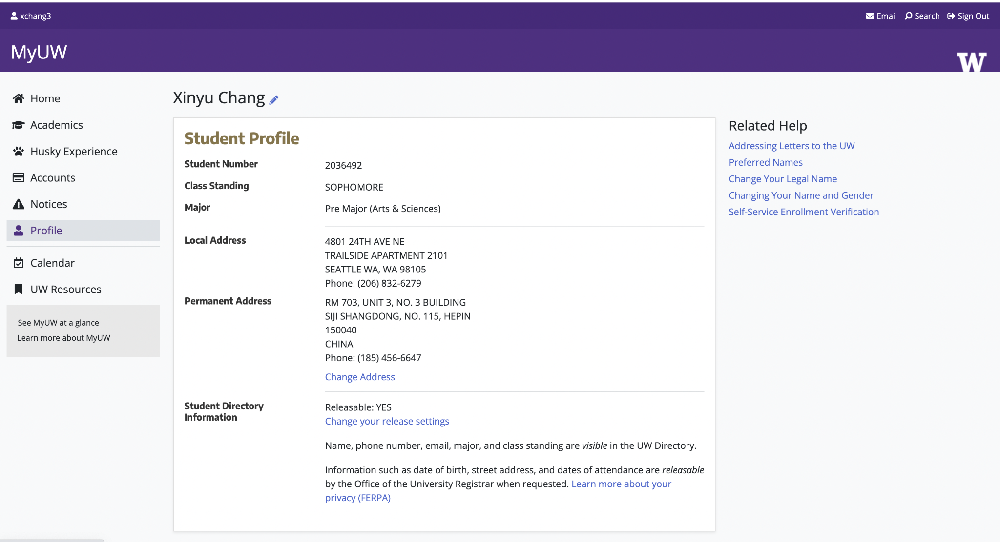 xchang3
Email
Search
Sign Out
MyUW
W
Home
Academics
Husky Experience
Accounts
Notices
Profile
Calendar
UW Resources
See MyUW at a glance
Learn more about MyUW
Xinyu Chang
Student Profile
Student Number
2036492
Class Standing
SOPHOMORE
Major
Pre Major (Arts & Sciences)
Local Address
4801 24TH AVE NE
TRAILSIDE APARTMENT 2101
SEATTLE WA, WA 98105
Phone: (206) 832-6279
Permanent Address
RM 703, UNIT 3, NO. 3 BUILDING
SIJI SHANGDONG, NO. 115, HEPIN
150040
CHINA
Phone: (185) 456-6647
Change Address
Student Directory
Information
Releasable: YES
Change your release settings
Name, phone number, email, major, and class standing are visible in the UW Directory.
Information such as date of birth, street address, and dates of attendance are releasable
by the Office of the University Registrar when requested. Learn more about your
privacy (FERPA)
Related Help
Addressing Letters to the UW
Preferred Names
Change Your Legal Name
Changing Your Name and Gender
Self-Service Enrollment Verification